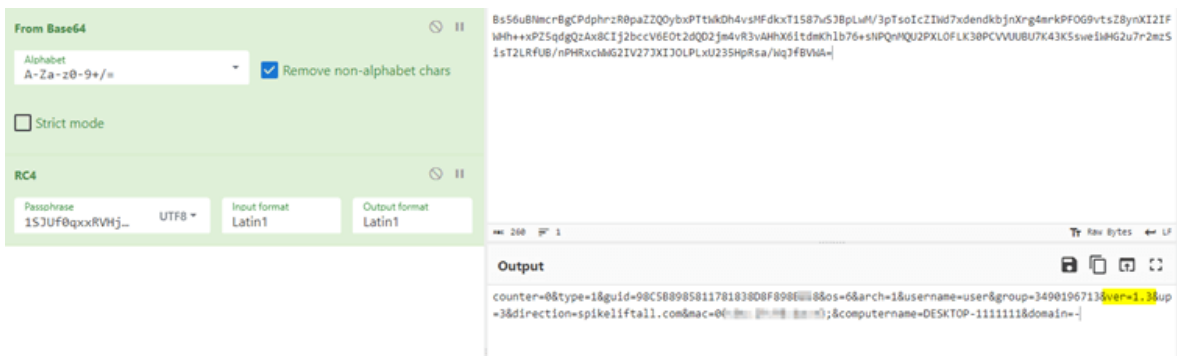 From Base64
Alphabet
A-Za-z0-9+/=
Remove non-alphabet chars
Strict mode
RC4
Passphrase
1SJUf0qxxRVHj…
UTF8
Input format
Latin1
Output format
Latin1
Bs56uBNmcrBgCPdphrzR0paZZQOybxPTtWkDh4vsMFdkxT1587wSJBpLwM/3pTsoIcZIWd7xdendkbjnXrg4mrkPFOG9vtsZ8ynXI2IF
WHh++xPZSqdgQzAx8CIj2bccV6EOt2dQD2jm4vR3vAHhX6itdmKhlb76+sNPQnMQU2PXLOFLK30PCVVUUBU7K43K5sweiWHG2u7r2mzS
isT2LRfUB/nPHRxcWWG2IV27JXIJOLPLxU235HpRsa/WqJfBVWA=
260
1
Raw Bytes
LF
Output
counter=0&type=1&guid=98C5B8985811781838D8F898E 8&os=6&arch=1&username=user&group=3490196713&ver=1.3&up
=3&direction=spikeliftall.com&mac=00 ;&computername=DESKTOP-1111111&domain=-